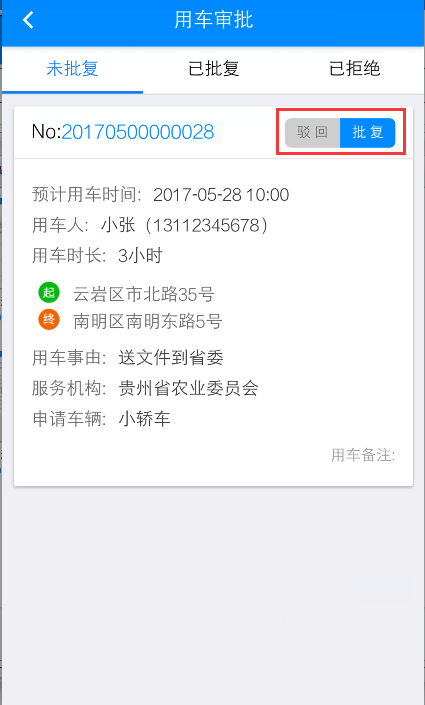 用车审批
未批复 已批复 已拒绝
No:20170500000028 驳回 批复
预计用车时间: 2017-05-28 10:00
用车人: 小张（13112345678）
用车时长: 3小时
起 云岩区市北路35号
终 南明区南明东路5号
用车事由: 送文件到省委
服务机构: 贵州省农业委员会
申请车辆: 小轿车
用车备注: